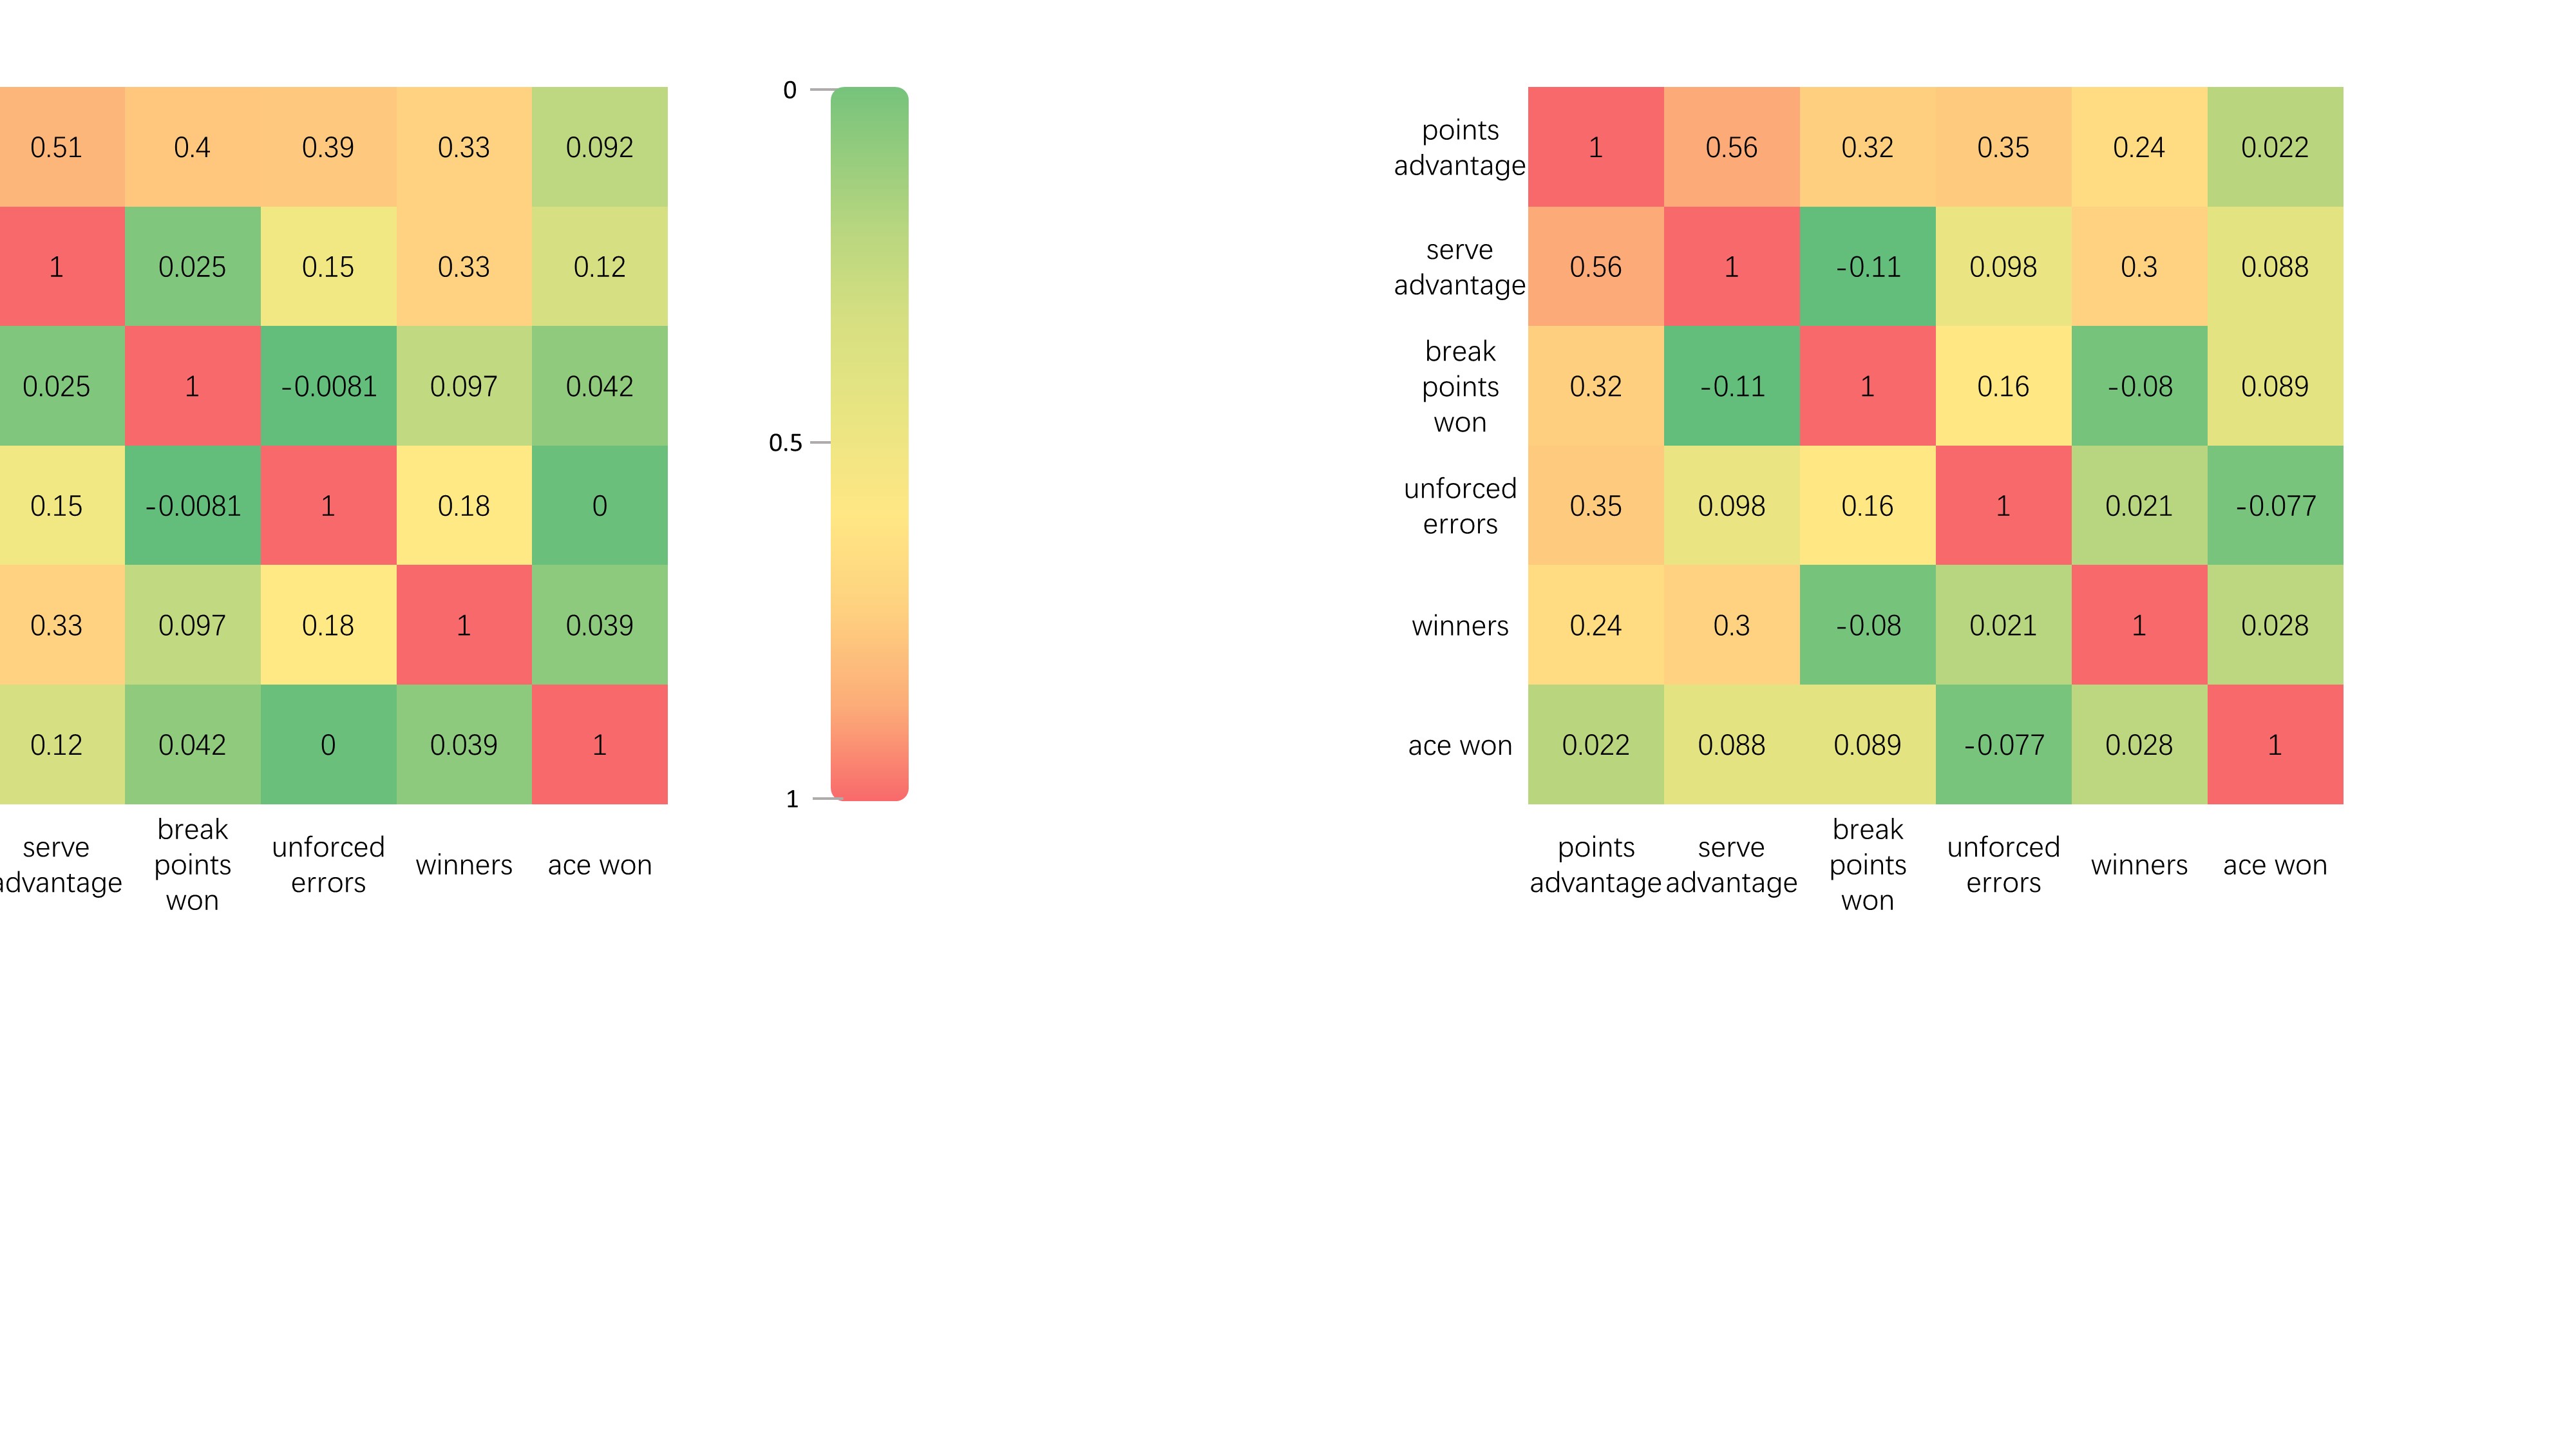 0.51 0.4 0.39 0.33 0.092
1 0.025 0.15 0.33 0.12
0.025 1 -0.0081 0.097 0.042
0.15 -0.0081 1 0.18 0
0.33 0.097 0.18 1 0.039
0.12 0.042 0 0.039 1
serve
advantage
break
points
won
unforced
errors
winners
ace won
0
0.5
1
points
advantage
1 0.56 0.32 0.35 0.24 0.022
serve
advantage
0.56 1 -0.11 0.098 0.3 0.088
break
points
won
0.32 -0.11 1 0.16 -0.08 0.089
unforced
errors
0.35 0.098 0.16 1 0.021 -0.077
winners
0.24 0.3 -0.08 0.021 1 0.028
ace won
0.022 0.088 0.089 -0.077 0.028 1
points
advantage
serve
advantage
break
points
won
unforced
errors
winners
ace won